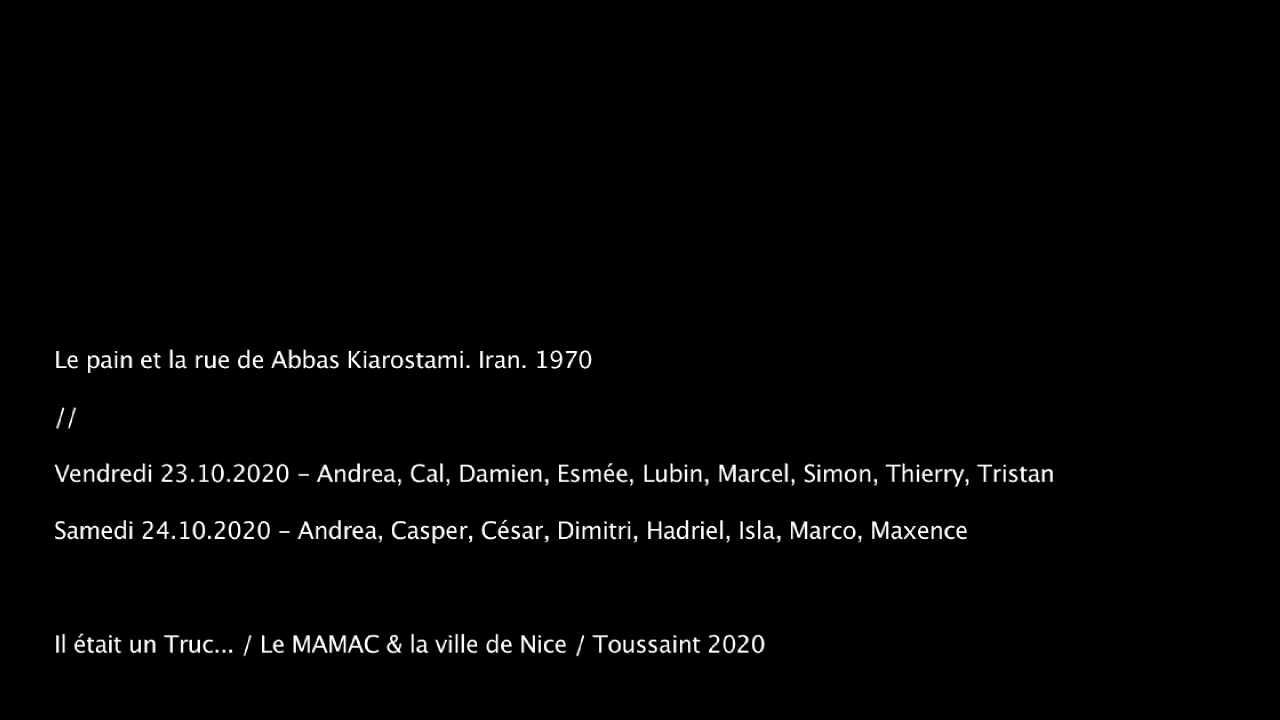 Le pain et la rue de Abbas Kiarostami. Iran. 1970
//
Vendredi 23.10.2020 – Andrea, Cal, Damien, Esmée, Lubin, Marcel, Simon, Thierry, Tristan
Samedi 24.10.2020 – Andrea, Casper, César, Dimitri, Hadriel, Isla, Marco, Maxence
Il était un Truc... / Le MAMAC & la ville de Nice / Toussaint 2020